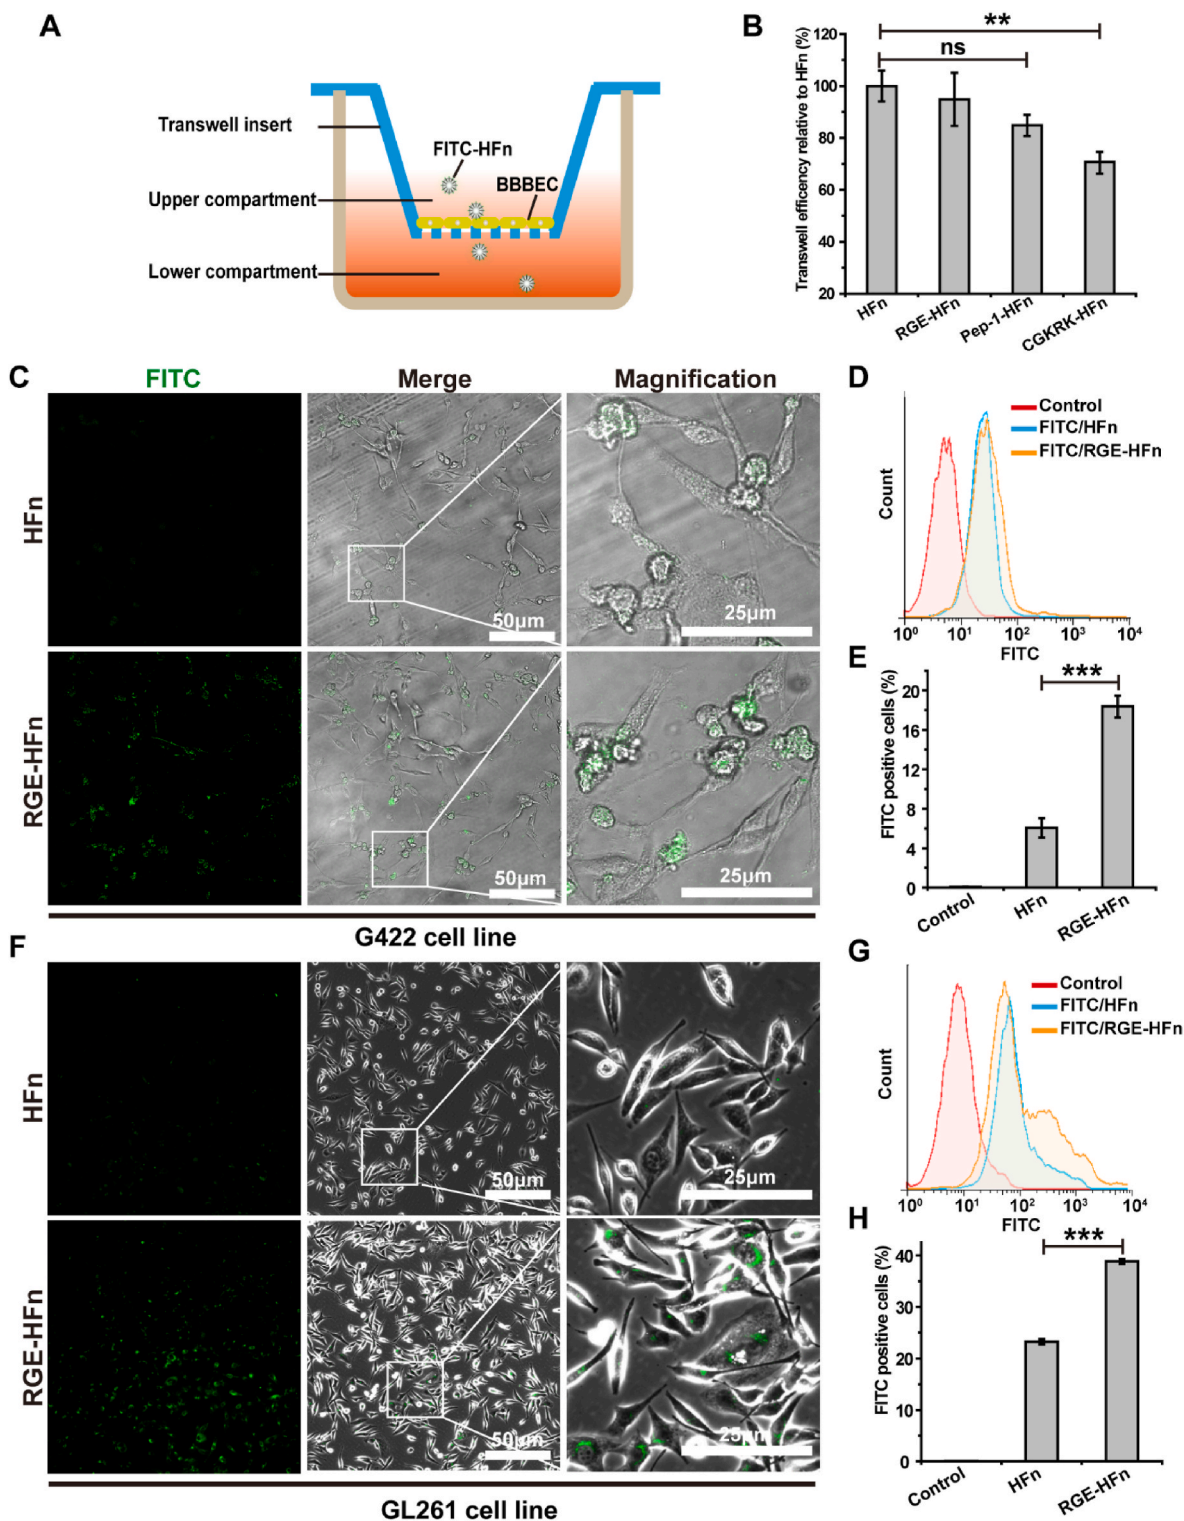 A
Transwell insert
FITC-HFn
BBBEC
Upper compartment
Lower compartment
B
Transwell efficency relative to HFn (%)
120
100
80
60
40
20
**
ns
HFn
RGE-HFn
Pep-1-HFn
CGKRK-HFn
C
FITC
Merge
Magnification
HFn
50μm
25μm
RGE-HFn
50μm
25μm
G422 cell line
D
Control
FITC/HFn
FITC/RGE-HFn
Count
10⁰ 10¹ 10² 10³ 10⁴
FITC
E
FITC positive cells (%)
20
16
12
8
4
0
***
Control
HFn
RGE-HFn
F
HFn
50μm
25μm
RGE-HFn
50μm
25μm
GL261 cell line
G
Control
FITC/HFn
FITC/RGE-HFn
Count
10⁰ 10¹ 10² 10³ 10⁴
FITC
H
FITC positive cells (%)
40
30
20
10
0
***
Control
HFn
RGE-HFn